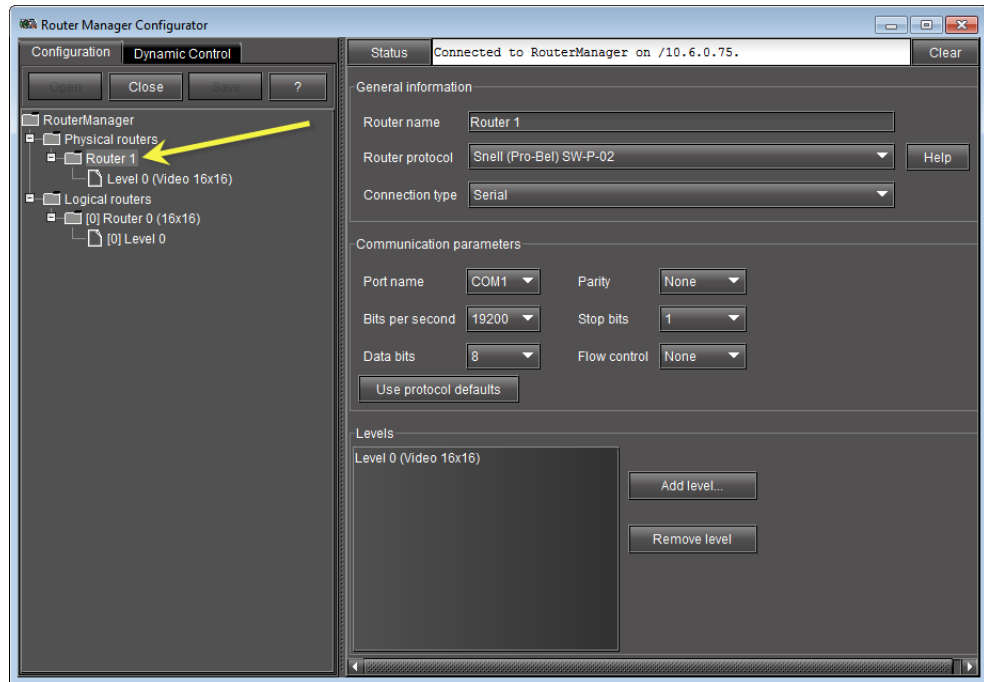 Router Manager Configurator
Configuration Dynamic Control
Open Close Save ?
RouterManager
Physical routers
Router 1
Level 0 (Video 16x16)
Logical routers
[0] Router 0 (16x16)
[0] Level 0
Status Connected to RouterManager on /10.6.0.75. Clear
General information
Router name Router 1
Router protocol Snell (Pro-Bel) SW-P-02 Help
Connection type Serial
Communication parameters
Port name COM1 Parity None
Bits per second 19200 Stop bits 1
Data bits 8 Flow control None
Use protocol defaults
Levels
Level 0 (Video 16x16)
Add level...
Remove level